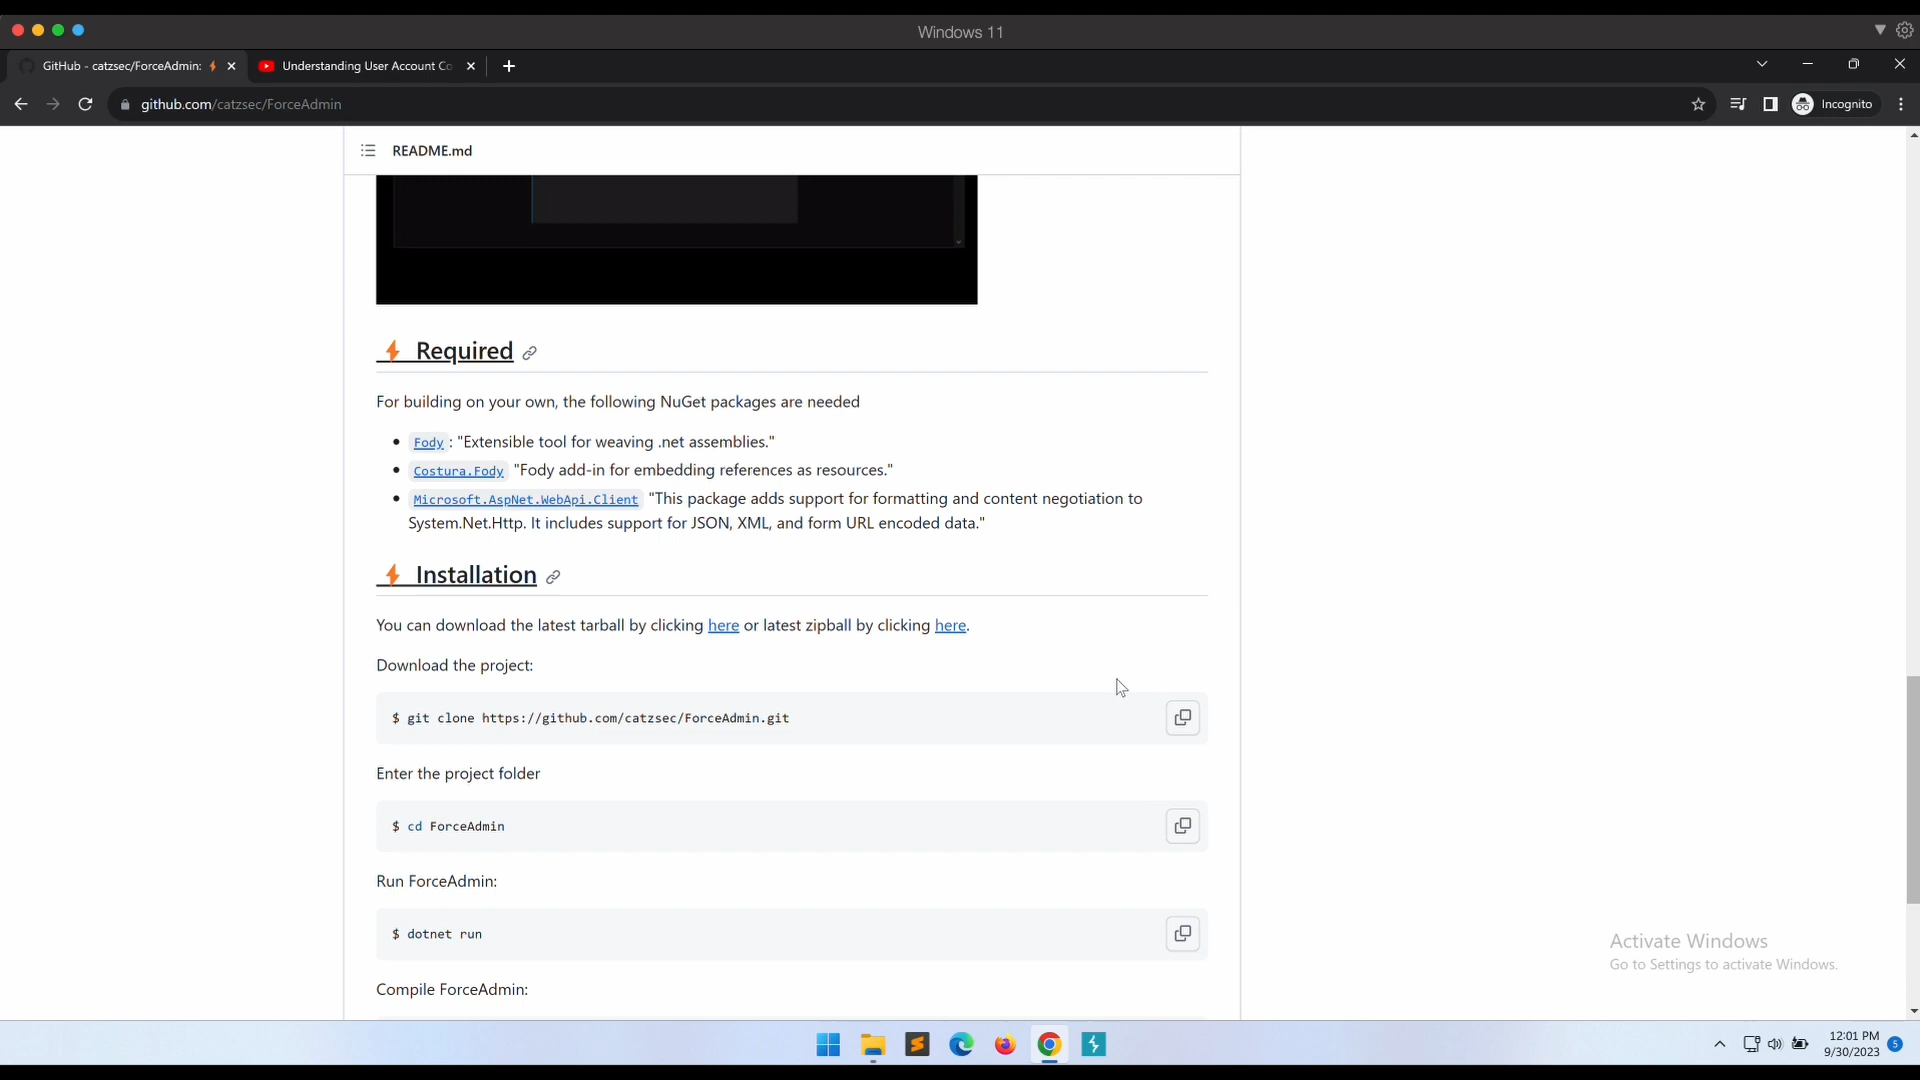 Windows 11
GitHub - catzsec/ForceAdmin:
Understanding User Account Co
github.com/catzsec/ForceAdmin
Incognito
README.md
Required
For building on your own, the following NuGet packages are needed
Fody : "Extensible tool for weaving .net assemblies."
Costura.Fody "Fody add-in for embedding references as resources."
Microsoft.AspNet.WebApi.Client "This package adds support for formatting and content negotiation to
System.Net.Http. It includes support for JSON, XML, and form URL encoded data."
Installation
You can download the latest tarball by clicking here or latest zipball by clicking here.
Download the project:
$ git clone https://github.com/catzsec/ForceAdmin.git
Enter the project folder
$ cd ForceAdmin
Run ForceAdmin:
$ dotnet run
Compile ForceAdmin:
Activate Windows
Go to Settings to activate Windows.
12:01 PM
9/30/2023
5